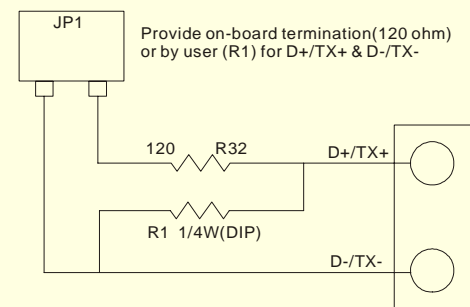 JP1
Provide on-board termination(120 ohm)
or by user (R1) for D+/TX+ & D-/TX-
120 R32
D+/TX+
R1 1/4W(DIP)
D-/TX-